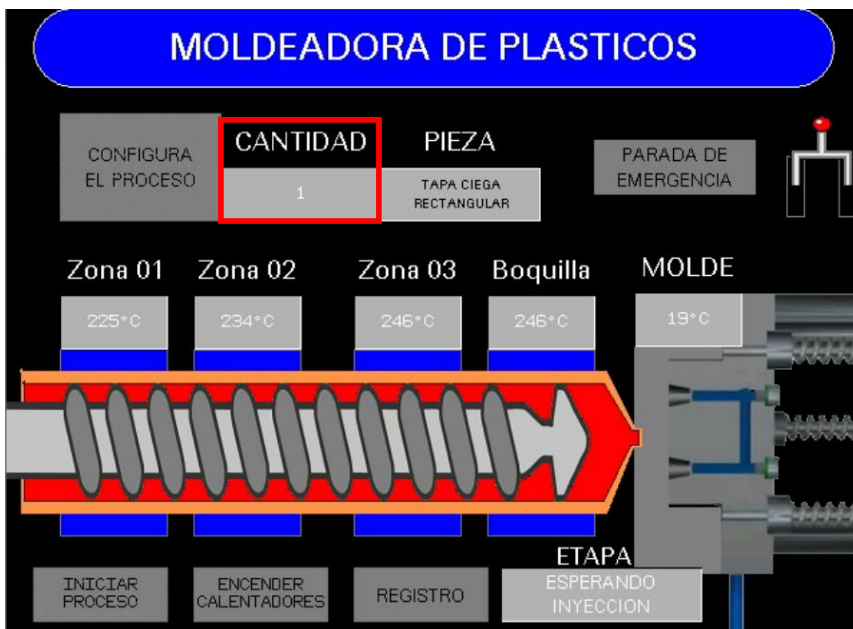 MOLDEADORA DE PLASTICOS
CONFIGURA
EL PROCESO
CANTIDAD
1
PIEZA
TAPA CIEGA
RECTANGULAR
PARADA DE
EMERGENCIA
Zona 01
Zona 02
Zona 03
Boquilla
MOLDE
225°C
234°C
246°C
246°C
19°C
ETAPA
INICIAR
PROCESO
ENCENDER
CALENTADORES
REGISTRO
ESPERANDO
INYECCION